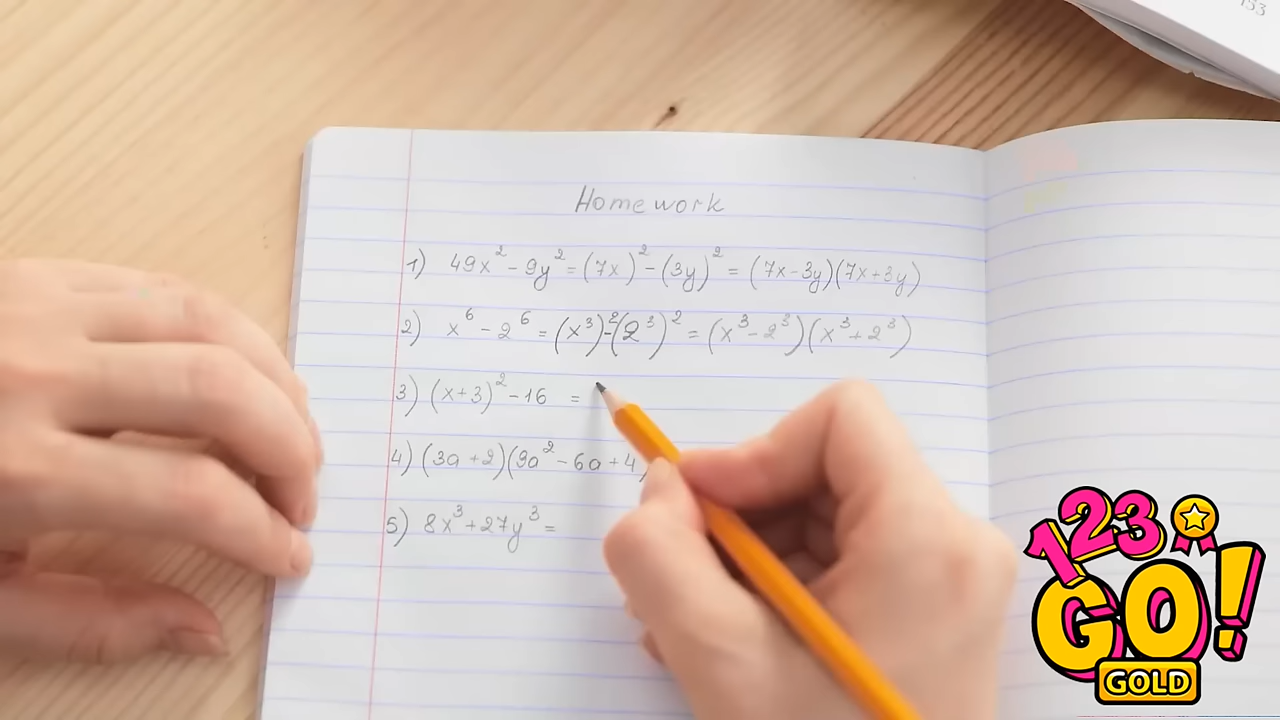 153
Homework
1) 49x² - 9y² = (7x)² - (3y)² = (7x-3y)(7x+3y)
2) x⁶ - 2⁶ = (x³)²-(2³)² = (x³-2³)(x³+2³)
3) (x+3)² - 16 =
4) (3a+2)(9a² - 6a + 4)
5) 8x³+27y³ =
123
GO!
GOLD